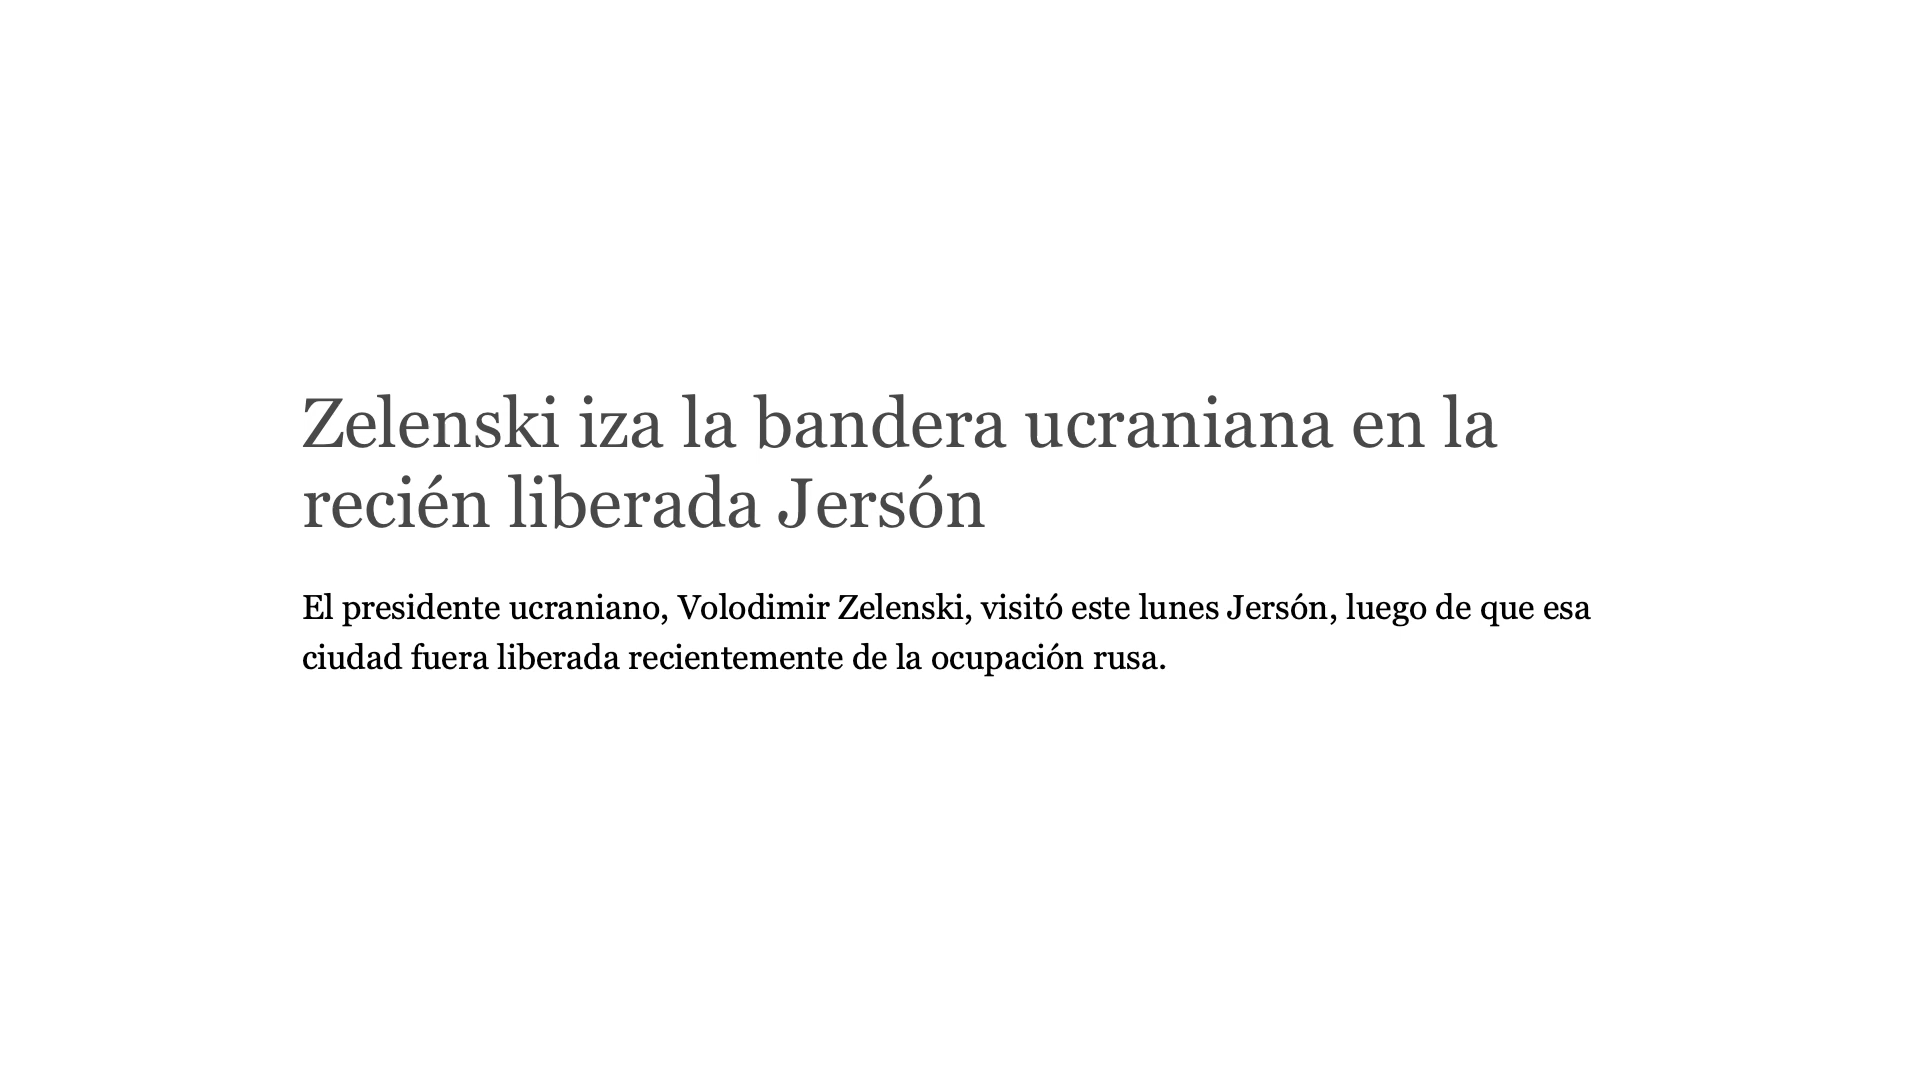 Zelenski iza la bandera ucraniana en la
recién liberada Jersón
El presidente ucraniano, Volodimir Zelenski, visitó este lunes Jersón, luego de que esa
ciudad fuera liberada recientemente de la ocupación rusa.